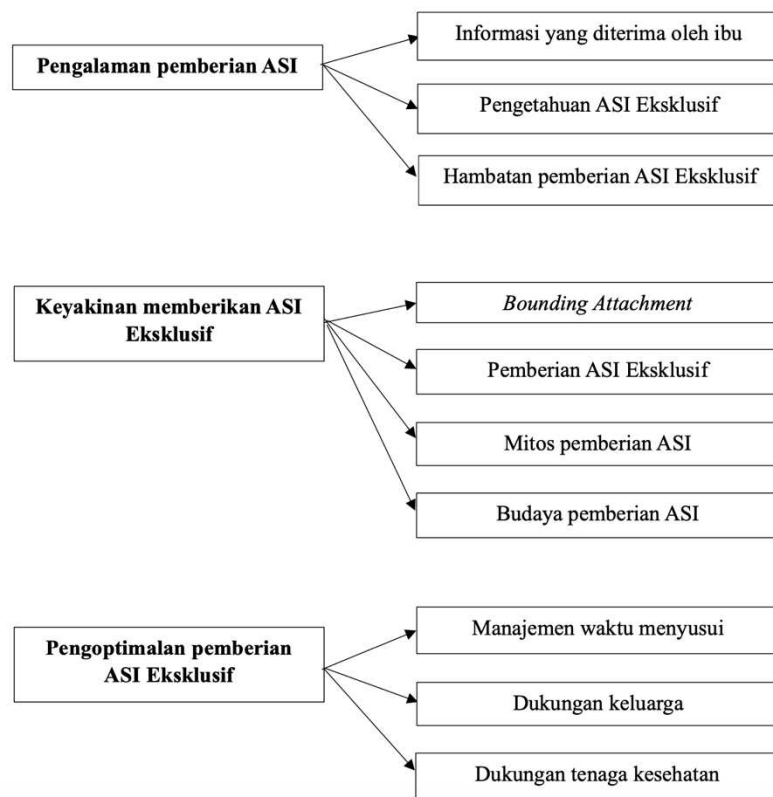 Pengalaman pemberian ASI
Informasi yang diterima oleh ibu
Pengetahuan ASI Eksklusif
Hambatan pemberian ASI Eksklusif
Keyakinan memberikan ASI
Eksklusif
Bounding Attachment
Pemberian ASI Eksklusif
Mitos pemberian ASI
Budaya pemberian ASI
Pengoptimalan pemberian
ASI Eksklusif
Manajemen waktu menyusui
Dukungan keluarga
Dukungan tenaga kesehatan